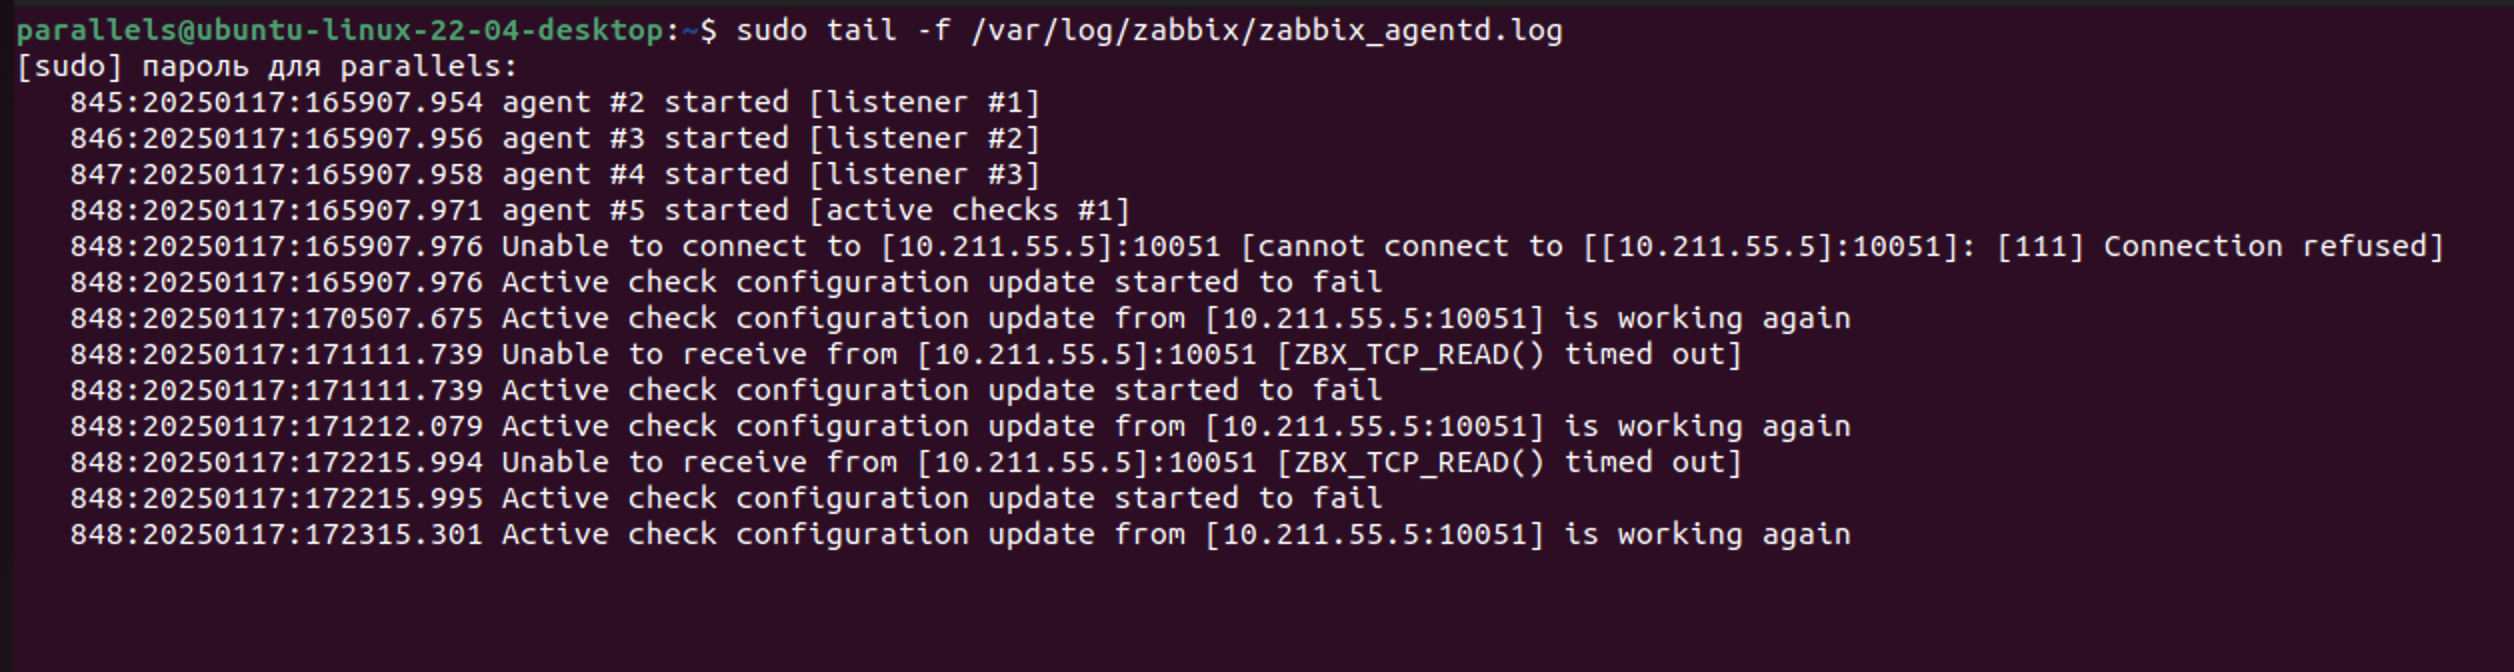 parallels@ubuntu-linux-22-04-desktop:~$ sudo tail -f /var/log/zabbix/zabbix_agentd.log
[sudo] пароль для parallels:
845:20250117:165907.954 agent #2 started [listener #1]
846:20250117:165907.956 agent #3 started [listener #2]
847:20250117:165907.958 agent #4 started [listener #3]
848:20250117:165907.971 agent #5 started [active checks #1]
848:20250117:165907.976 Unable to connect to [10.211.55.5]:10051 [cannot connect to [[10.211.55.5]:10051]: [111] Connection refused]
848:20250117:165907.976 Active check configuration update started to fail
848:20250117:170507.675 Active check configuration update from [10.211.55.5:10051] is working again
848:20250117:171111.739 Unable to receive from [10.211.55.5]:10051 [ZBX_TCP_READ() timed out]
848:20250117:171111.739 Active check configuration update started to fail
848:20250117:171212.079 Active check configuration update from [10.211.55.5:10051] is working again
848:20250117:172215.994 Unable to receive from [10.211.55.5]:10051 [ZBX_TCP_READ() timed out]
848:20250117:172215.995 Active check configuration update started to fail
848:20250117:172315.301 Active check configuration update from [10.211.55.5:10051] is working again